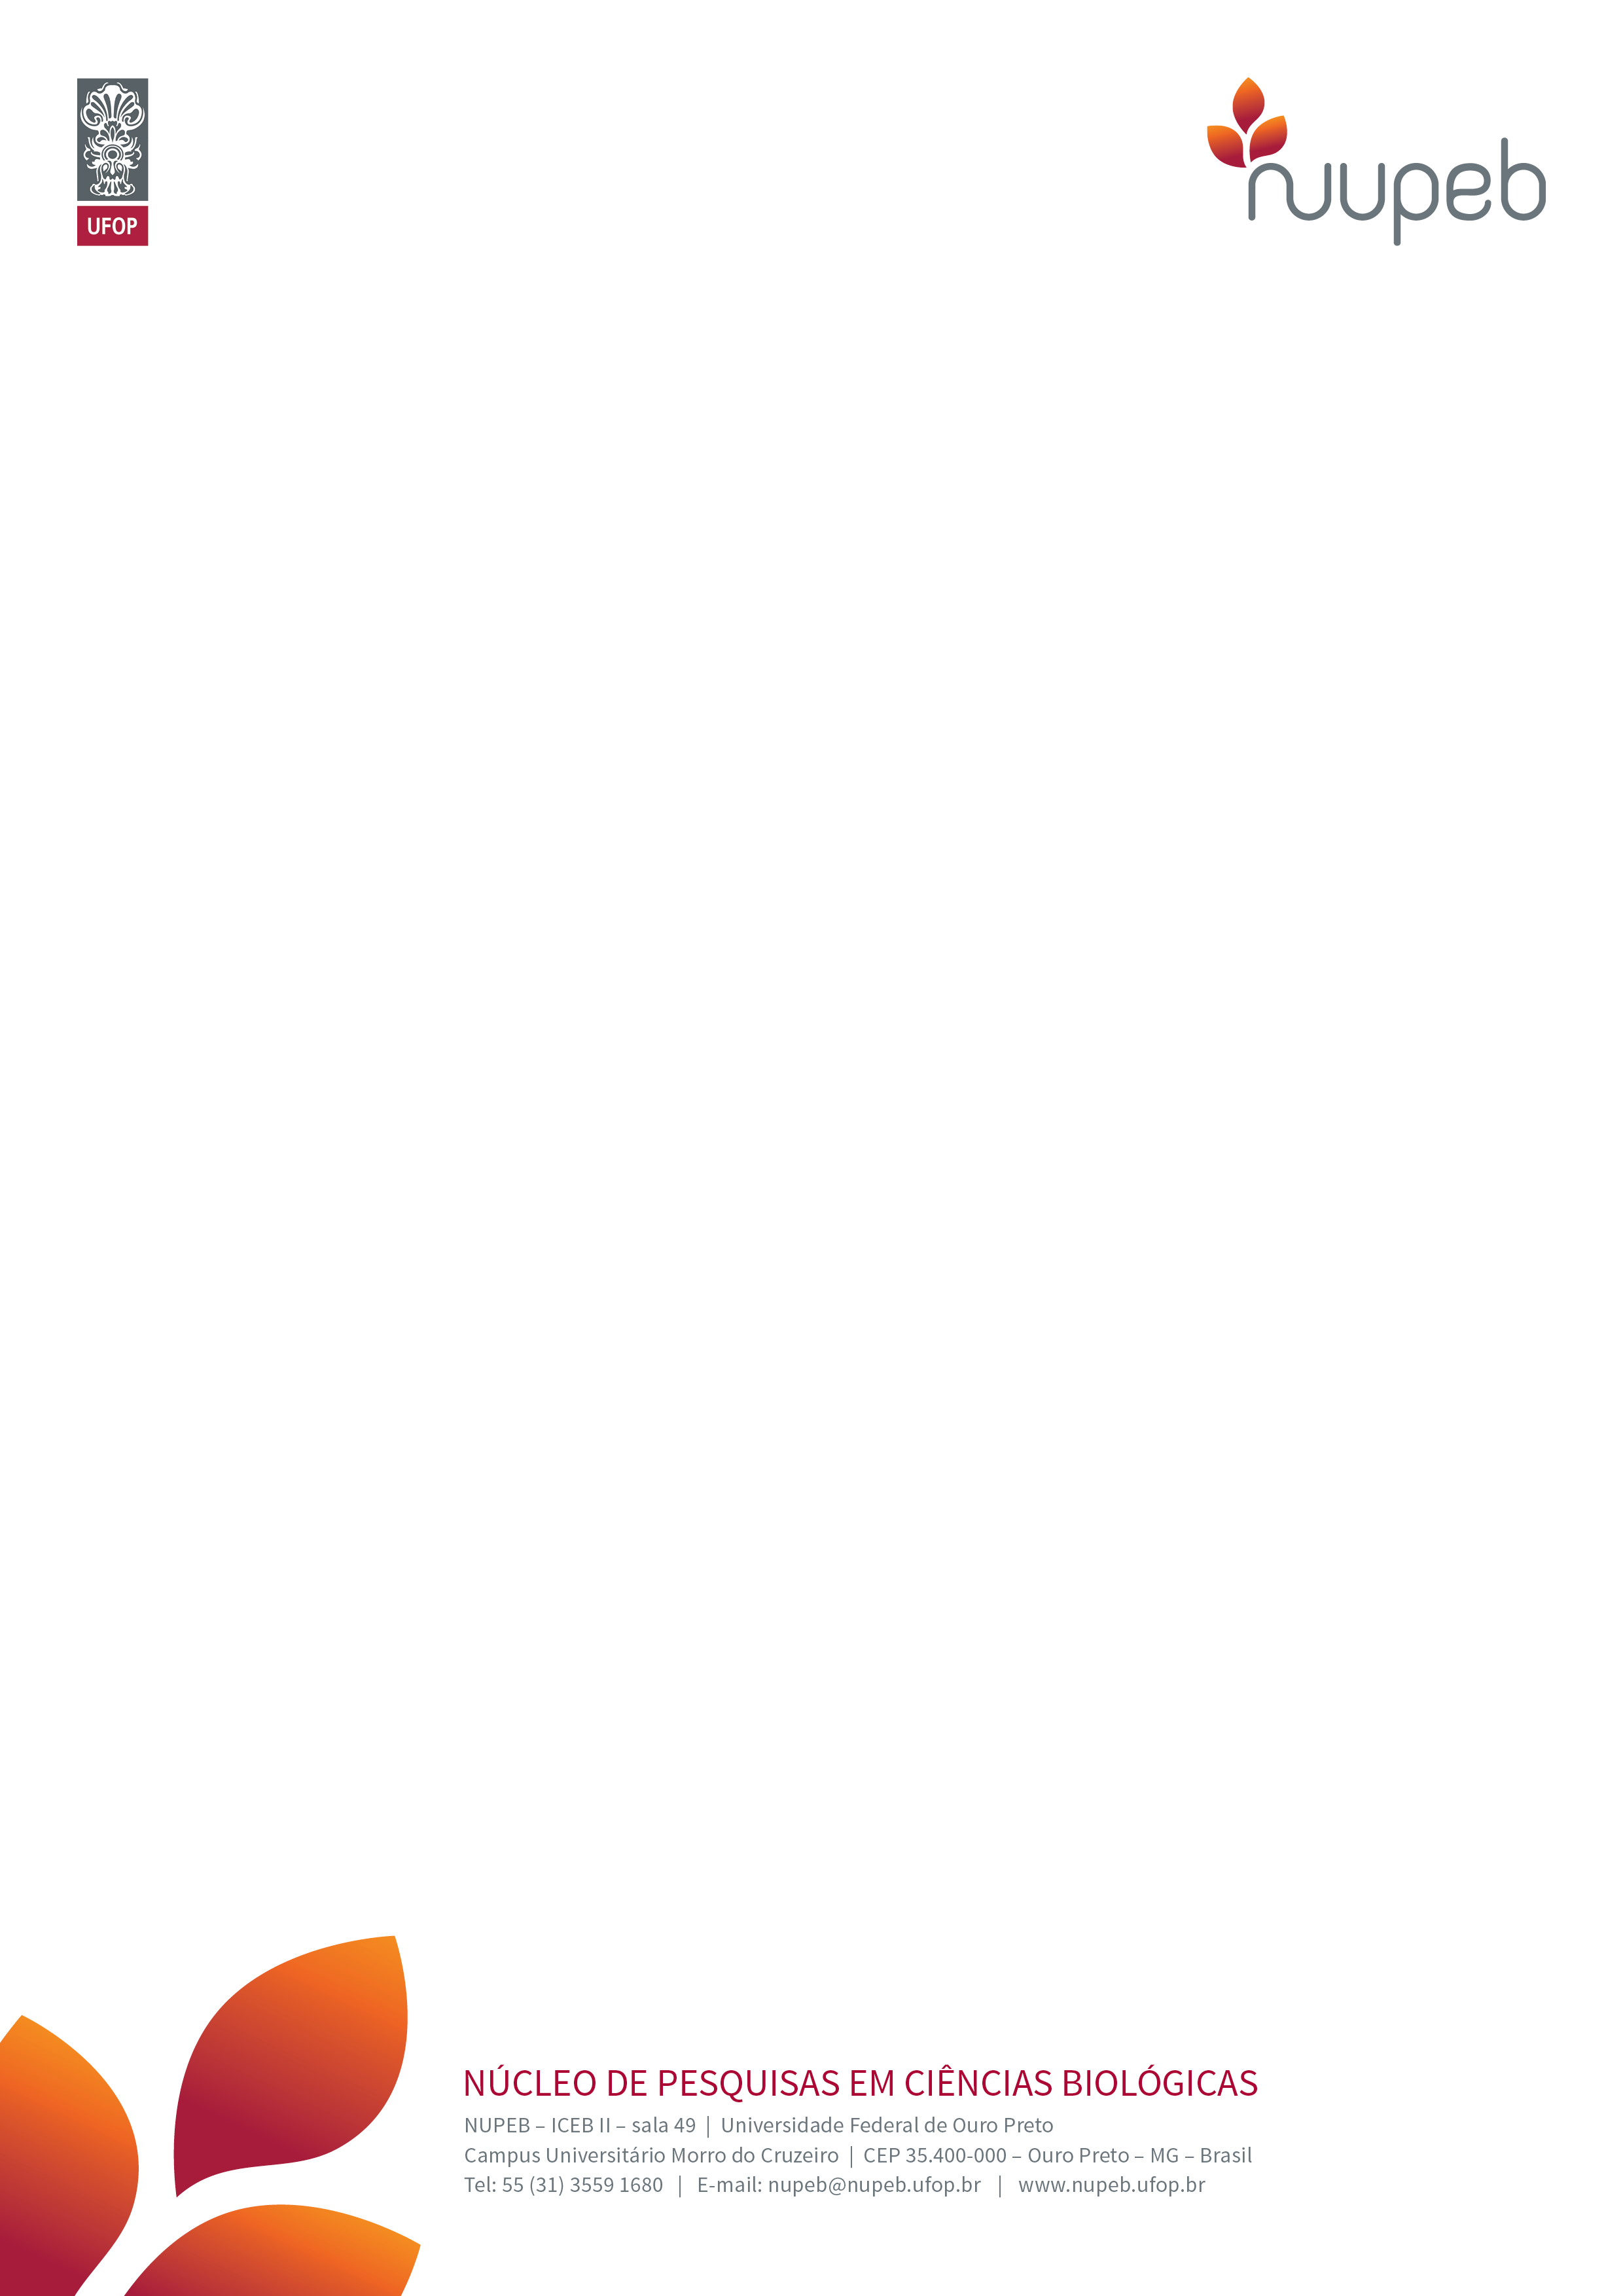 UFOP
nupeb
NÚCLEO DE PESQUISAS EM CIÊNCIAS BIOLÓGICAS
NUPEB – ICEB II – sala 49 | Universidade Federal de Ouro Preto
Campus Universitário Morro do Cruzeiro | CEP 35.400-000 – Ouro Preto – MG – Brasil
Tel: 55 (31) 3559 1680 | E-mail: nupeb@nupeb.ufop.br | www.nupeb.ufop.br